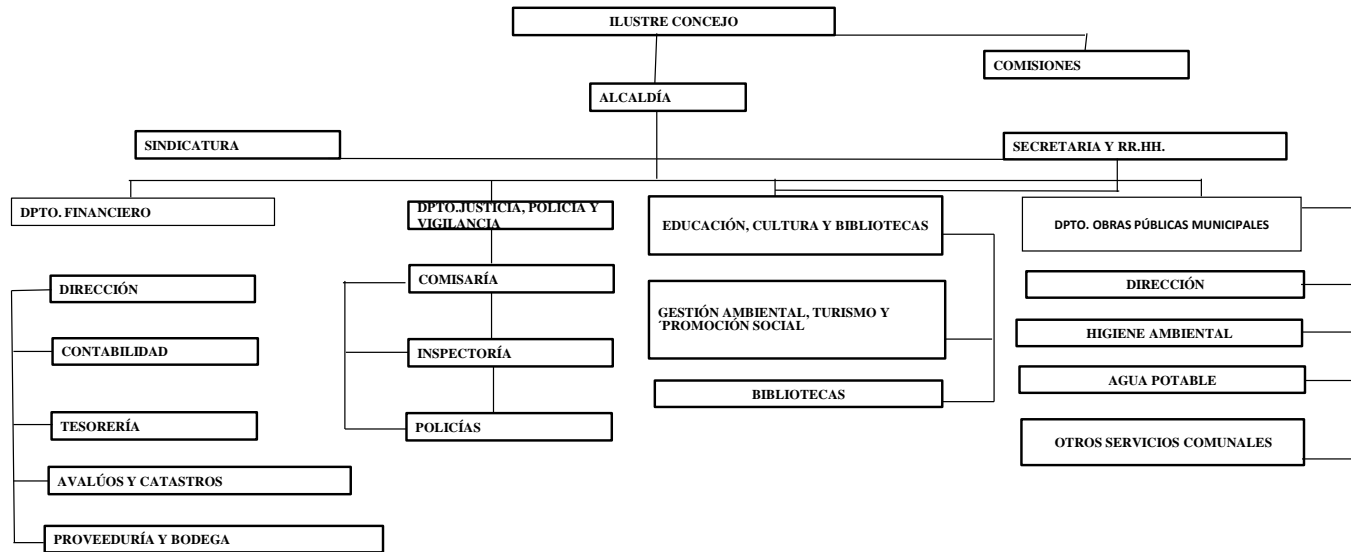 ILUSTRE CONCEJO
COMISIONES
ALCALDÍA
SINDICATURA
SECRETARIA Y RR.HH.
DPTO. FINANCIERO
DIRECCIÓN
CONTABILIDAD
TESORERÍA
AVALÚOS Y CATASTROS
PROVEEDURÍA Y BODEGA
DPTO.JUSTICIA, POLICIA Y
VIGILANCIA
COMISARÍA
INSPECTORÍA
POLICÍAS
EDUCACIÓN, CULTURA Y BIBLIOTECAS
GESTIÓN AMBIENTAL, TURISMO Y
´PROMOCIÓN SOCIAL
BIBLIOTECAS
DPTO. OBRAS PÚBLICAS MUNICIPALES
DIRECCIÓN
HIGIENE AMBIENTAL
AGUA POTABLE
OTROS SERVICIOS COMUNALES